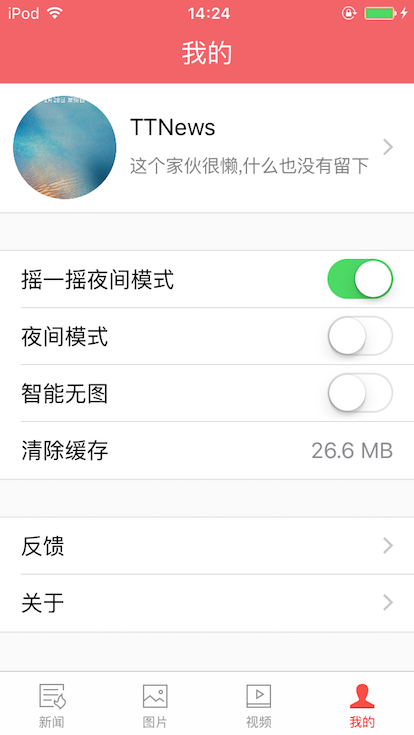 iPod 14:24
我的
TTNews
这个家伙很懒,什么也没有留下
摇一摇夜间模式
夜间模式
智能无图
清除缓存 26.6 MB
反馈
关于
新闻 图片 视频 我的